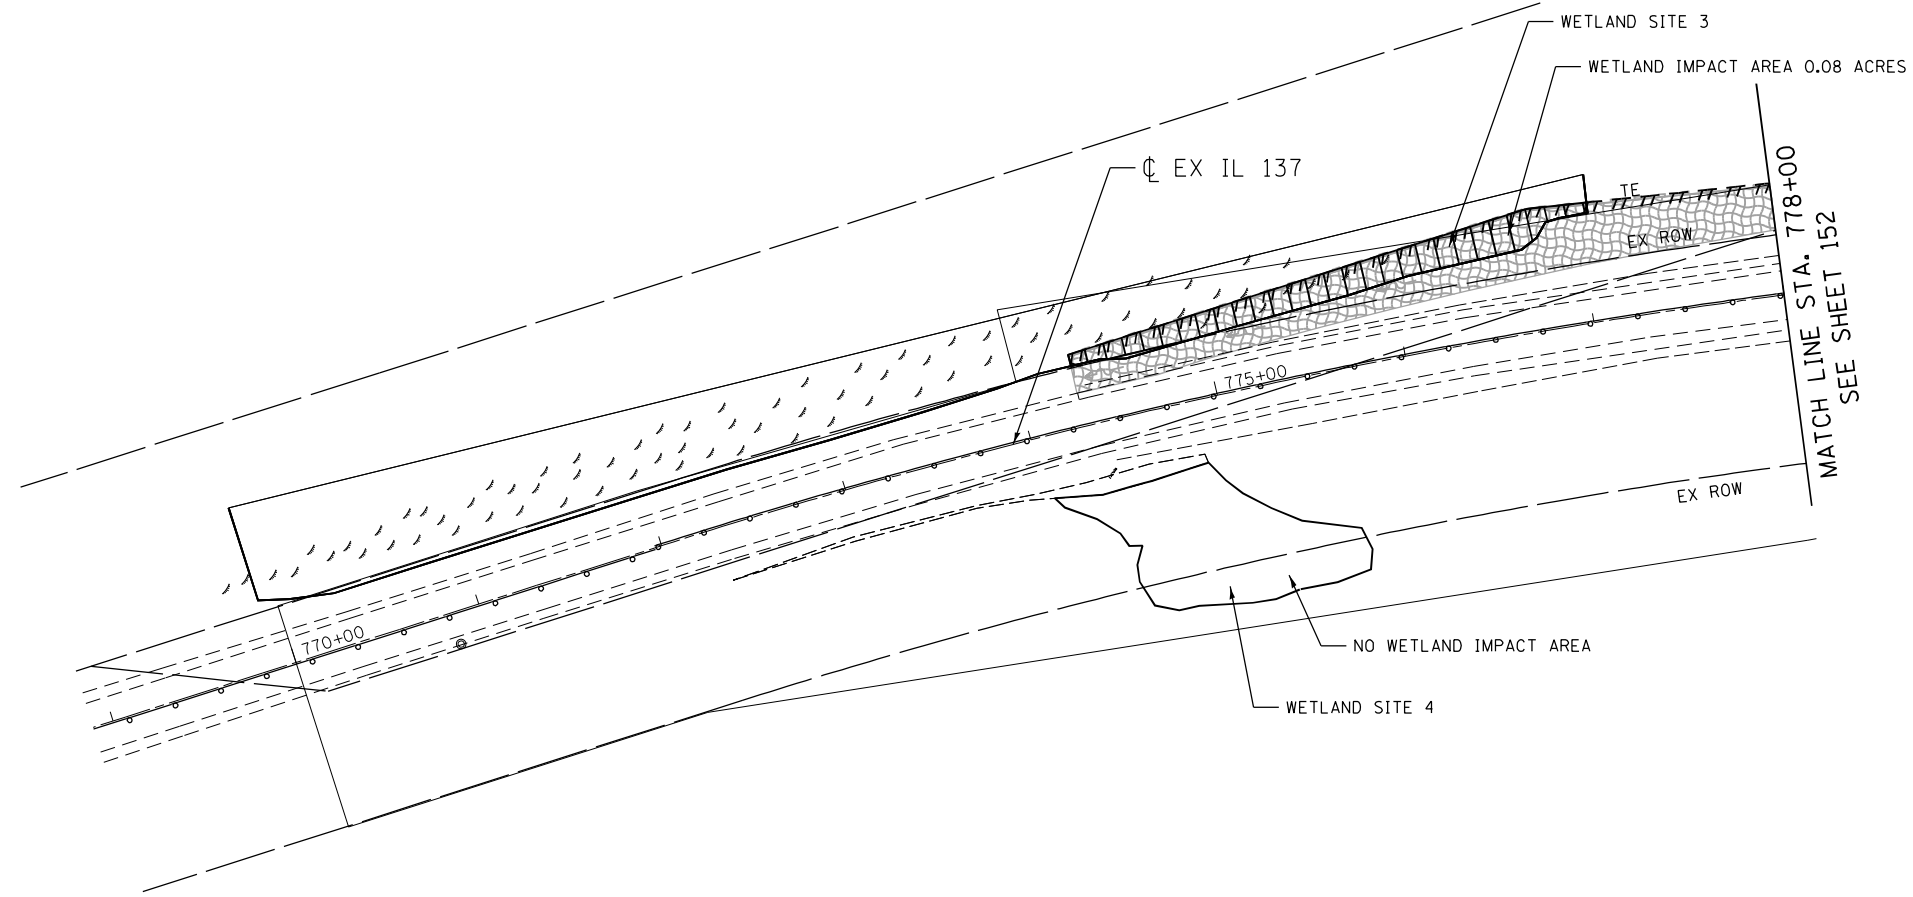 WETLAND SITE 3
WETLAND IMPACT AREA 0.08 ACRES
℄ EX IL 137
TE
EX ROW
MATCH LINE STA. 778+00
SEE SHEET 152
775+00
EX ROW
770+00
NO WETLAND IMPACT AREA
WETLAND SITE 4